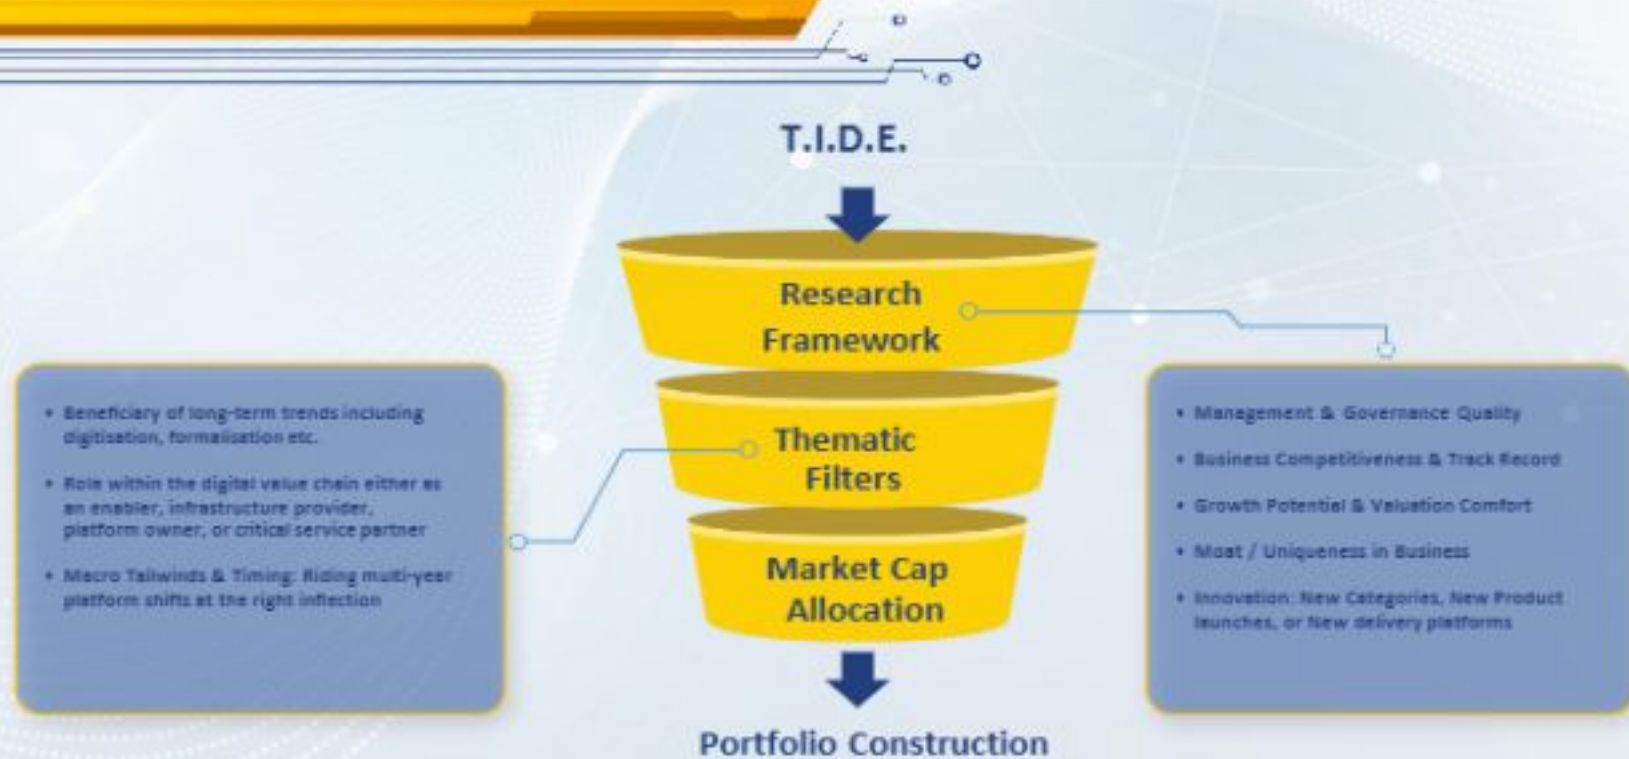 T.I.D.E.
Research
Framework
Thematic
Filters
Market Cap
Allocation
Portfolio Construction
• Beneficiary of long-term trends including
digitisation, formalisation etc.
• Role within the digital value chain either as
an enabler, infrastructure provider,
platform owner, or critical service partner
• Macro Tailwinds & Timing: Riding multi-year
platform shifts at the right inflection
• Management & Governance Quality
• Business Competitiveness & Track Record
• Growth Potential & Valuation Comfort
• Moat / Uniqueness in Business
• Innovation: New Categories, New Product
launches, or New delivery platforms